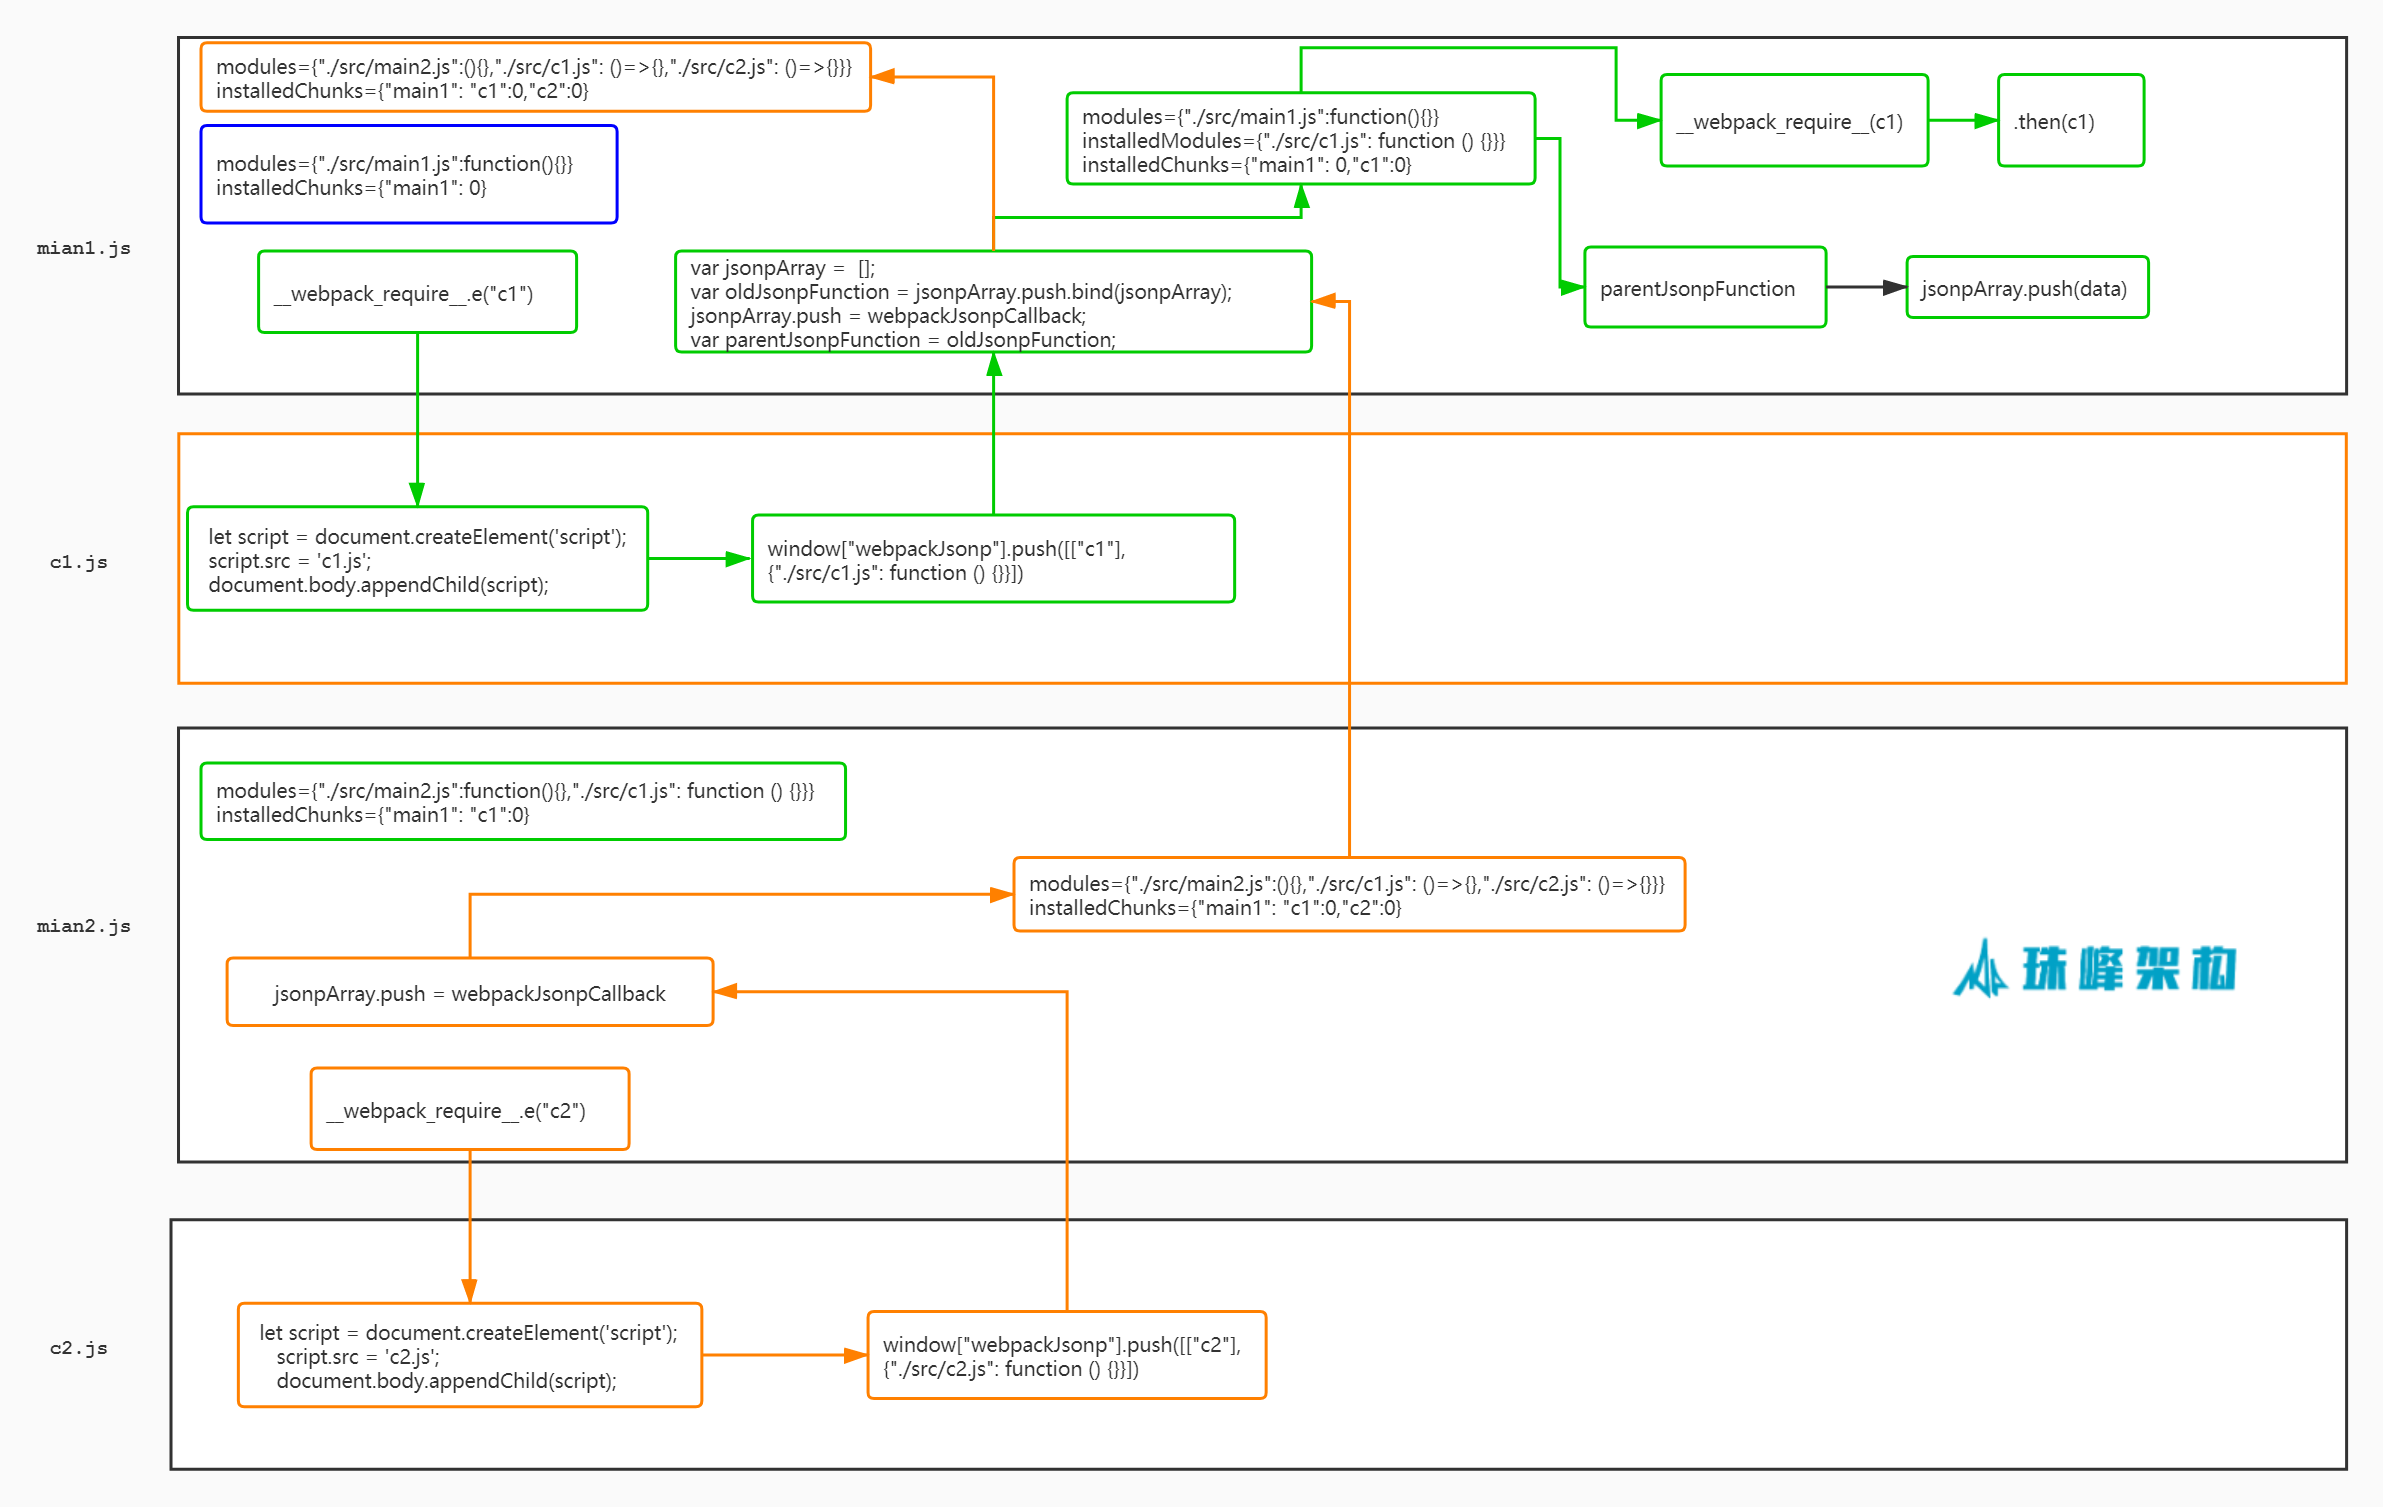 mian1.js
modules={"./src/main2.js":(){},"./src/c1.js": ()=>{},"./src/c2.js": ()=>{}}}
installedChunks={"main1": "c1":0,"c2":0}
modules={"./src/main1.js":function(){}}
installedChunks={"main1": 0}
__webpack_require__.e("c1")
var jsonpArray =  [];
var oldJsonpFunction = jsonpArray.push.bind(jsonpArray);
jsonpArray.push = webpackJsonpCallback;
var parentJsonpFunction = oldJsonpFunction;
modules={"./src/main1.js":function(){}}
installedModules={"./src/c1.js": function () {}}}
installedChunks={"main1": 0,"c1":0}
__webpack_require__(c1)
.then(c1)
parentJsonpFunction
jsonpArray.push(data)
c1.js
let script = document.createElement('script');
script.src = 'c1.js';
document.body.appendChild(script);
window["webpackJsonp"].push([["c1"],
{"./src/c1.js": function () {}}])
mian2.js
modules={"./src/main2.js":function(){},"./src/c1.js": function () {}}}
installedChunks={"main1": "c1":0}
modules={"./src/main2.js":(){},"./src/c1.js": ()=>{},"./src/c2.js": ()=>{}}}
installedChunks={"main1": "c1":0,"c2":0}
jsonpArray.push = webpackJsonpCallback
珠峰架构
__webpack_require__.e("c2")
c2.js
let script = document.createElement('script');
script.src = 'c2.js';
document.body.appendChild(script);
window["webpackJsonp"].push([["c2"],
{"./src/c2.js": function () {}}])